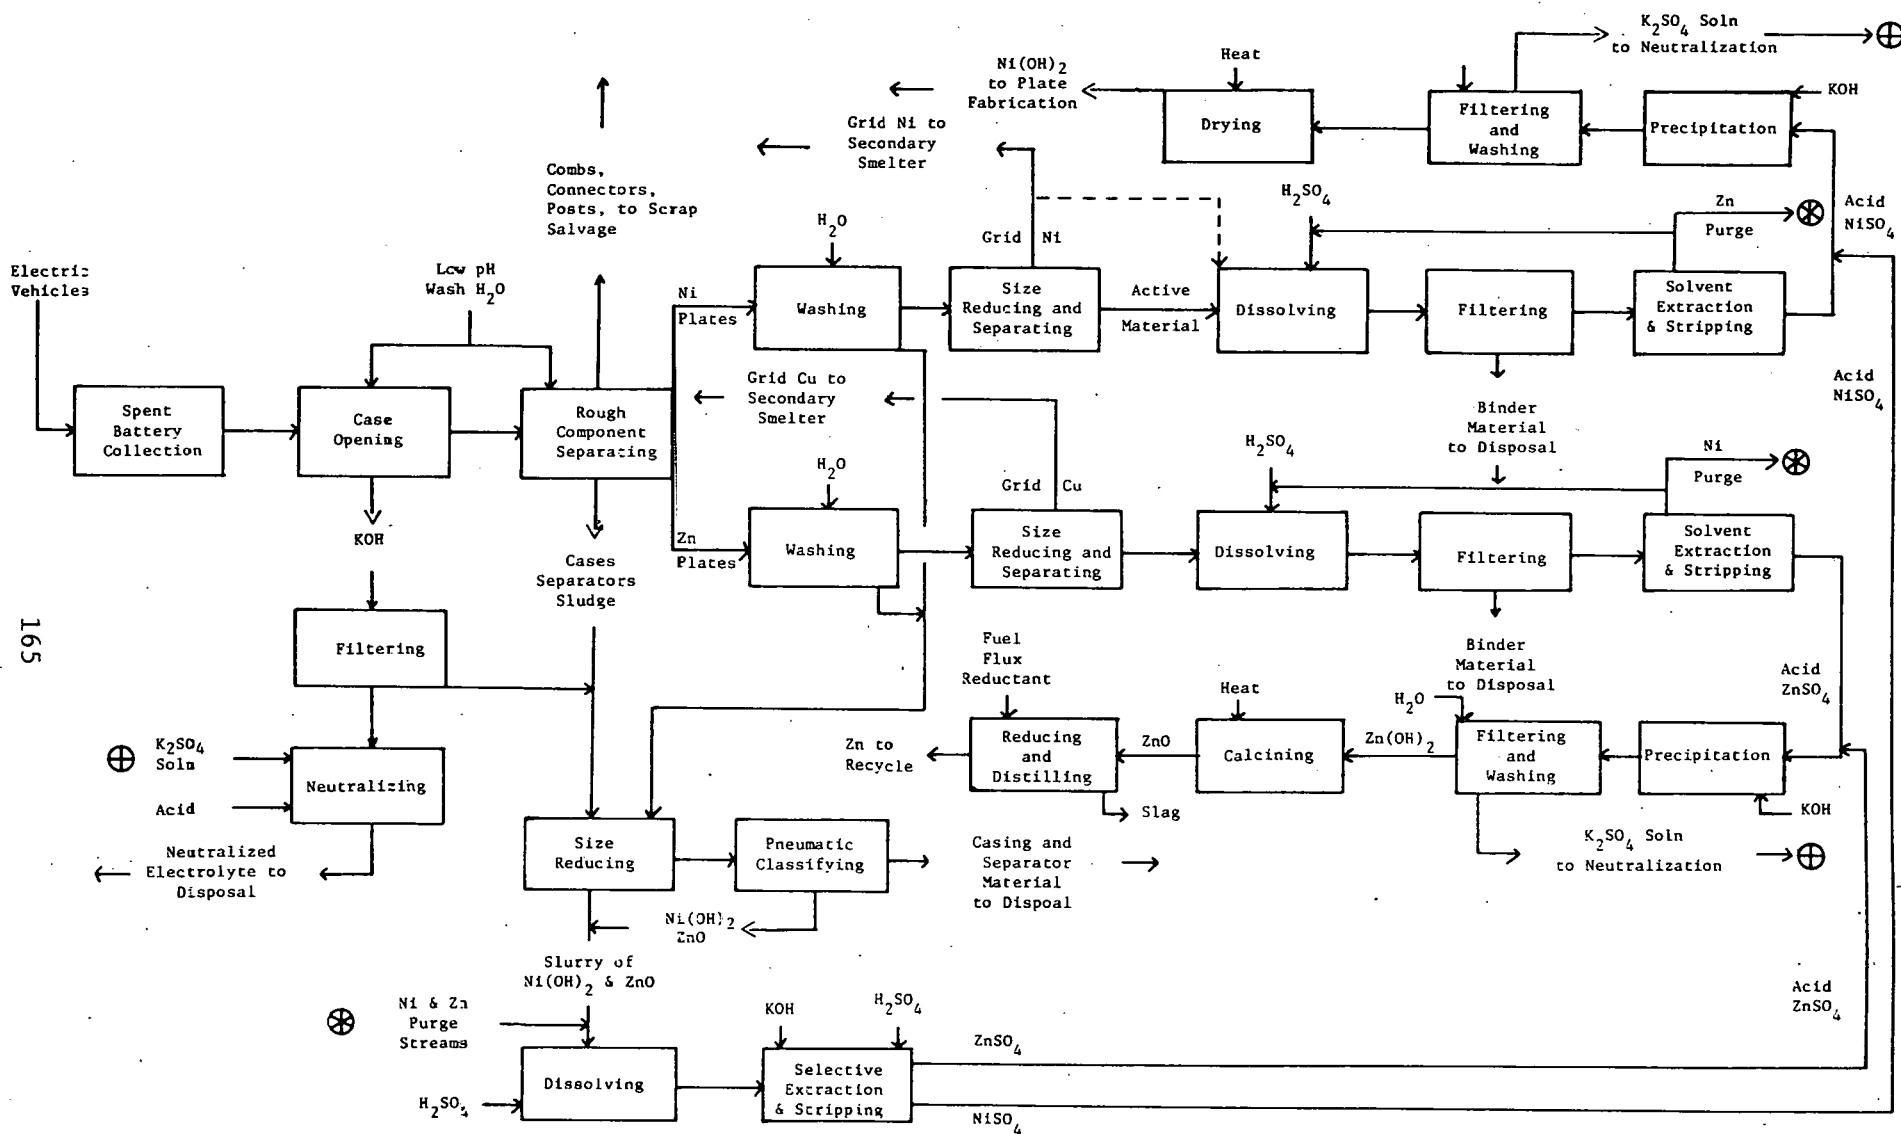 K2SO4 Soln
to Neutralization
Heat
Ni(OH)2
to Plate
Fabrication
KOH
Drying
Filtering
and
Washing
Precipitation
Grid Ni to
Secondary
Smelter
Combs,
Connectors,
Posts, to Scrap
Salvage
H2SO4
Zn
Purge
Acid
NiSO4
H2O
Grid Ni
Electric
Vehicles
Low pH
Wash H2O
Ni
Plates
Washing
Size
Reducing and
Separating
Active
Material
Dissolving
Filtering
Solvent
Extraction
& Stripping
Acid
NiSO4
Grid Cu to
Secondary
Smelter
Binder
Material
to Disposal
Spent
Battery
Collection
Case
Opening
Rough
Component
Separating
H2O
Grid Cu
H2SO4
Ni
Purge
KOH
Zn
Plates
Washing
Size
Reducing and
Separating
Dissolving
Filtering
Solvent
Extraction
& Stripping
Cases
Separators
Sludge
165
Filtering
Fuel
Flux
Reductant
Binder
Material
to Disposal
Acid
ZnSO4
Heat
H2O
K2SO4
Soln
Acid
Neutralizing
Zn to
Recycle
Reducing
and
Distilling
ZnO
Calcining
Zn(OH)2
Filtering
and
Washing
Precipitation
Slag
KOH
Neutralized
Electrolyte to
Disposal
Size
Reducing
Pneumatic
Classifying
Casing and
Separator
Material
to Dispoal
K2SO4 Soln
to Neutralization
Ni(OH)2
ZnO
Slurry of
Ni(OH)2 & ZnO
Ni & Zn
Purge
Streams
KOH
H2SO4
Acid
ZnSO4
ZnSO4
Dissolving
Selective
Extraction
& Stripping
H2SO4
NiSO4